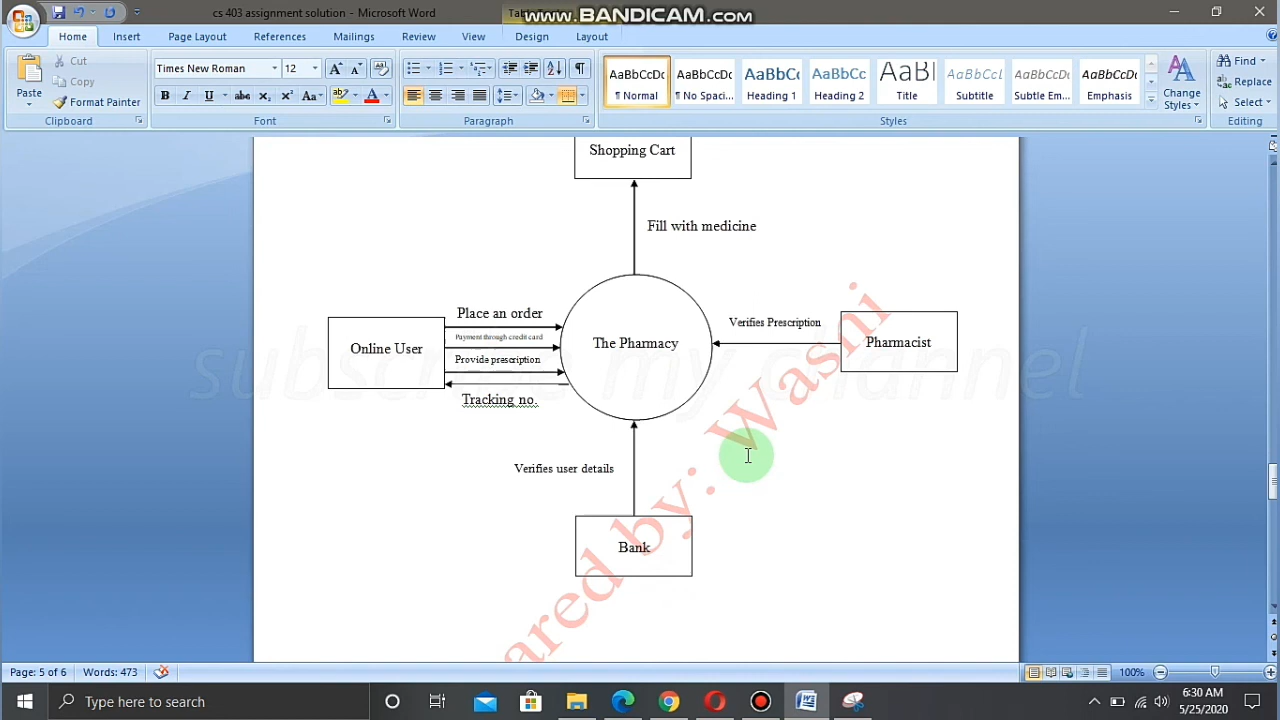 cs 403 assignment solution - Microsoft Word
www.BANDICAM.com
Home Insert Page Layout References Mailings Review View Design Layout
Paste
Cut
Copy
Format Painter
Clipboard
Times New Roman 12
Font
Paragraph
AaBbCcDc AaBbCcDc AaBbCc AaBbCc AaBl AaBbCcL AaBbCcDc AaBbCcDc
¶ Normal ¶ No Spaci... Heading 1 Heading 2 Title Subtitle Subtle Em... Emphasis
Styles
Change Styles
Find
Replace
Select
Editing
Shopping Cart
Fill with medicine
Online User
Place an order
Payment through credit card
Provide prescription
Tracking no.
The Pharmacy
Verifies Prescription
Pharmacist
Verifies user details
Bank
subscribe my channel
ared by: Washi
Page: 5 of 6 Words: 473 100%
Type here to search
6:30 AM
5/25/2020